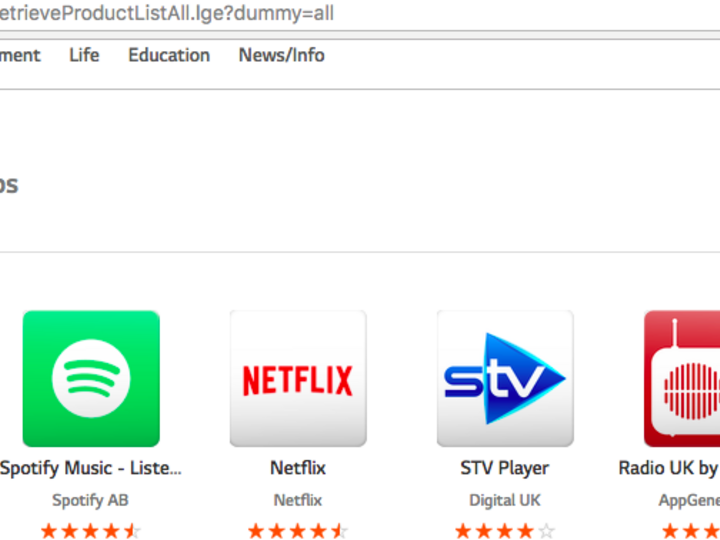 etrieveProductListAll.lge?dummy=all
ment Life Education News/Info
os
NETFLIX stv
Spotify Music - Liste... Netflix STV Player Radio UK by
Spotify AB Netflix Digital UK AppGene